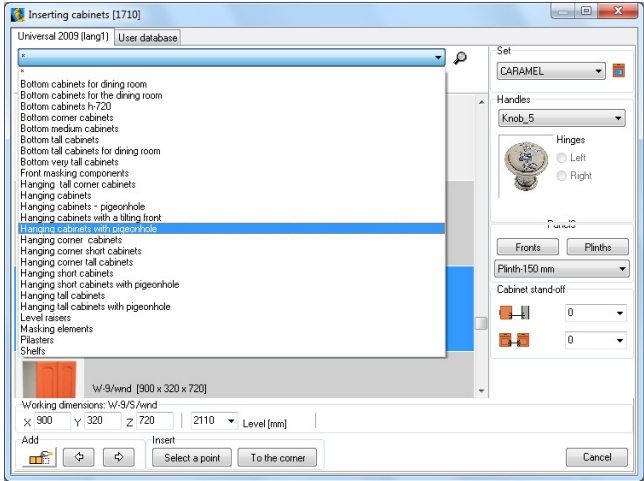 Inserting cabinets [1710]
Universal 2009 (lang1) User database
*
*
Bottom cabinets for dining room
Bottom cabinets for the dining room
Bottom cabinets h-720
Bottom corner cabinets
Bottom medium cabinets
Bottom tall cabinets
Bottom tall cabinets for dining room
Bottom very tall cabinets
Front masking components
Hanging tall corner cabinets
Hanging cabinets
Hanging cabinets - pigeonhole
Hanging cabinets with a tilting front
Hanging cabinets with pigeonhole
Hanging corner cabinets
Hanging corner short cabinets
Hanging corner tall cabinets
Hanging short cabinets
Hanging short cabinets with pigeonhole
Hanging tall cabinets
Hanging tall cabinets with pigeonhole
Level raisers
Masking elements
Pilasters
Shelfs
W-9/wnd [900 x 320 x 720]
Set
CARAMEL
Handles
Knob_5
Hinges
Left
Right
Panels
Fronts Plinths
Plinth-150 mm
Cabinet stand-off
0
0
Working dimensions: W-9/S/wnd
X 900 Y 320 Z 720 2110 Level [mm]
Add Insert
Select a point To the corner Cancel